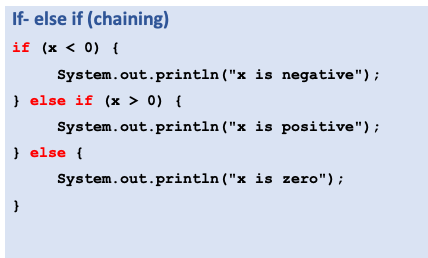 If- else if (chaining)
if (x < 0) {
System.out.println("x is negative");
} else if (x > 0) {
System.out.println("x is positive");
} else {
System.out.println("x is zero");
}